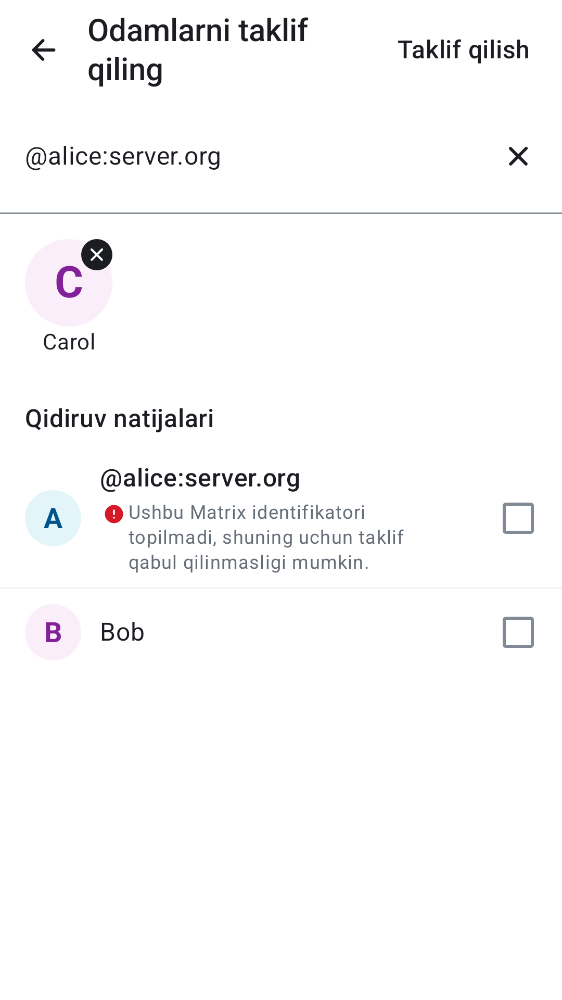 Odamlarni taklif
qiling
Taklif qilish
@alice:server.org
C
Carol
Qidiruv natijalari
A
@alice:server.org
Ushbu Matrix identifikatori
topilmadi, shuning uchun taklif
qabul qilinmasligi mumkin.
B
Bob